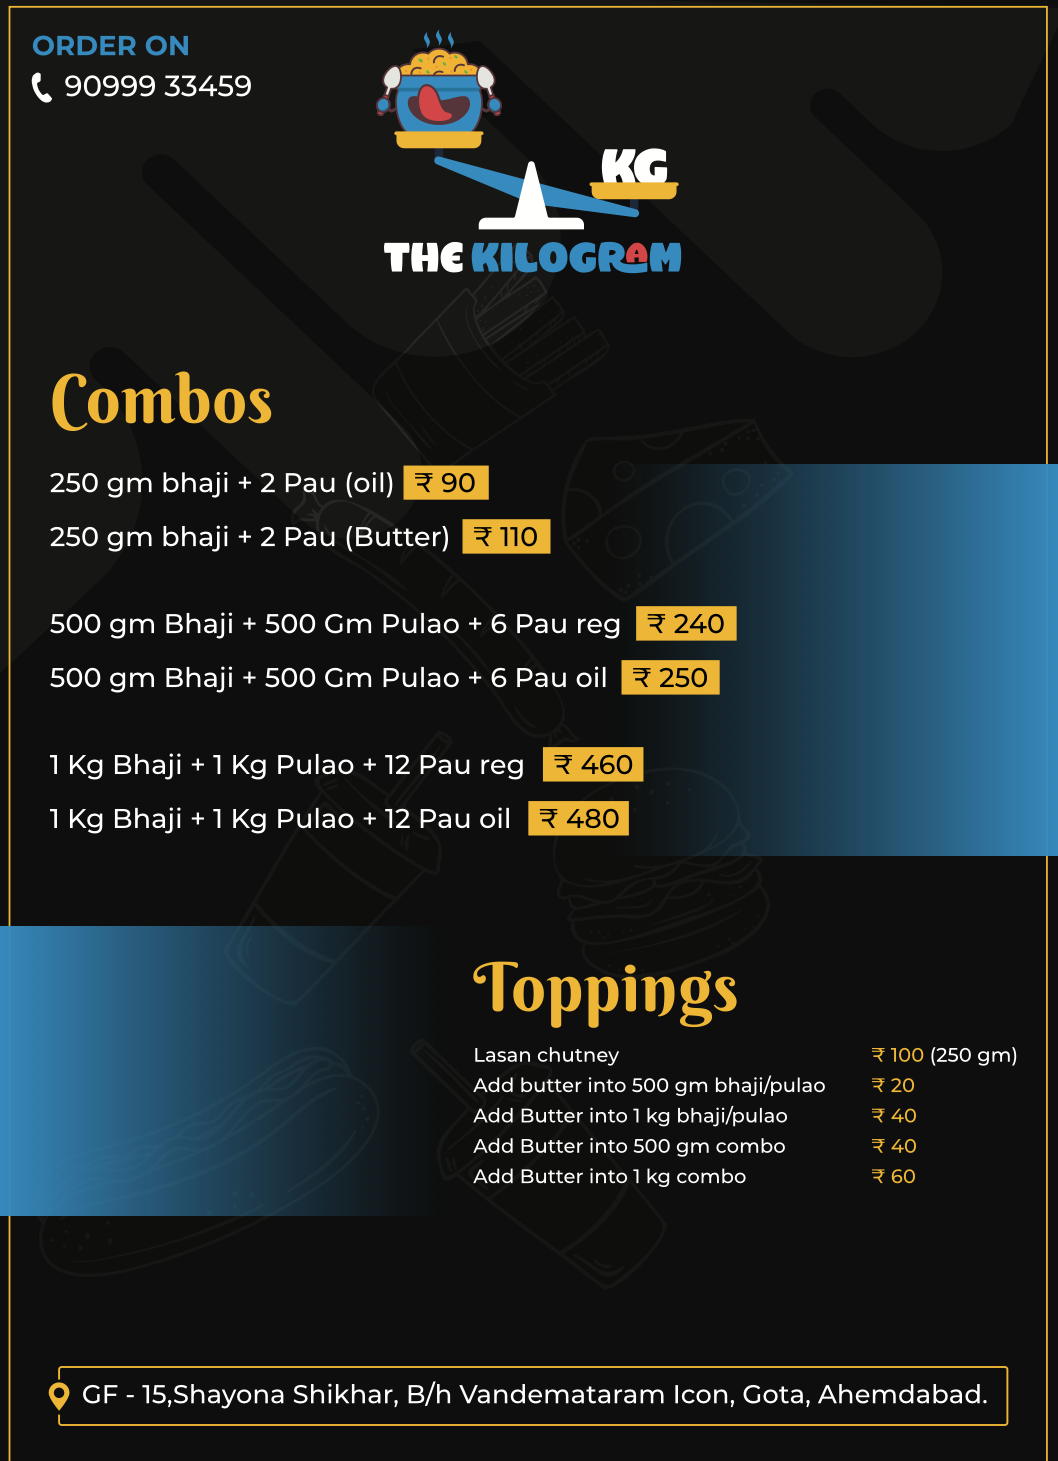 ORDER ON
90999 33459
KG
THE KILOGRAM
Combos
250 gm bhaji + 2 Pau (oil) ₹ 90
250 gm bhaji + 2 Pau (Butter) ₹ 110
500 gm Bhaji + 500 Gm Pulao + 6 Pau reg ₹ 240
500 gm Bhaji + 500 Gm Pulao + 6 Pau oil ₹ 250
1 Kg Bhaji + 1 Kg Pulao + 12 Pau reg ₹ 460
1 Kg Bhaji + 1 Kg Pulao + 12 Pau oil ₹ 480
Toppings
Lasan chutney ₹ 100 (250 gm)
Add butter into 500 gm bhaji/pulao ₹ 20
Add Butter into 1 kg bhaji/pulao ₹ 40
Add Butter into 500 gm combo ₹ 40
Add Butter into 1 kg combo ₹ 60
GF - 15,Shayona Shikhar, B/h Vandemataram Icon, Gota, Ahemdabad.